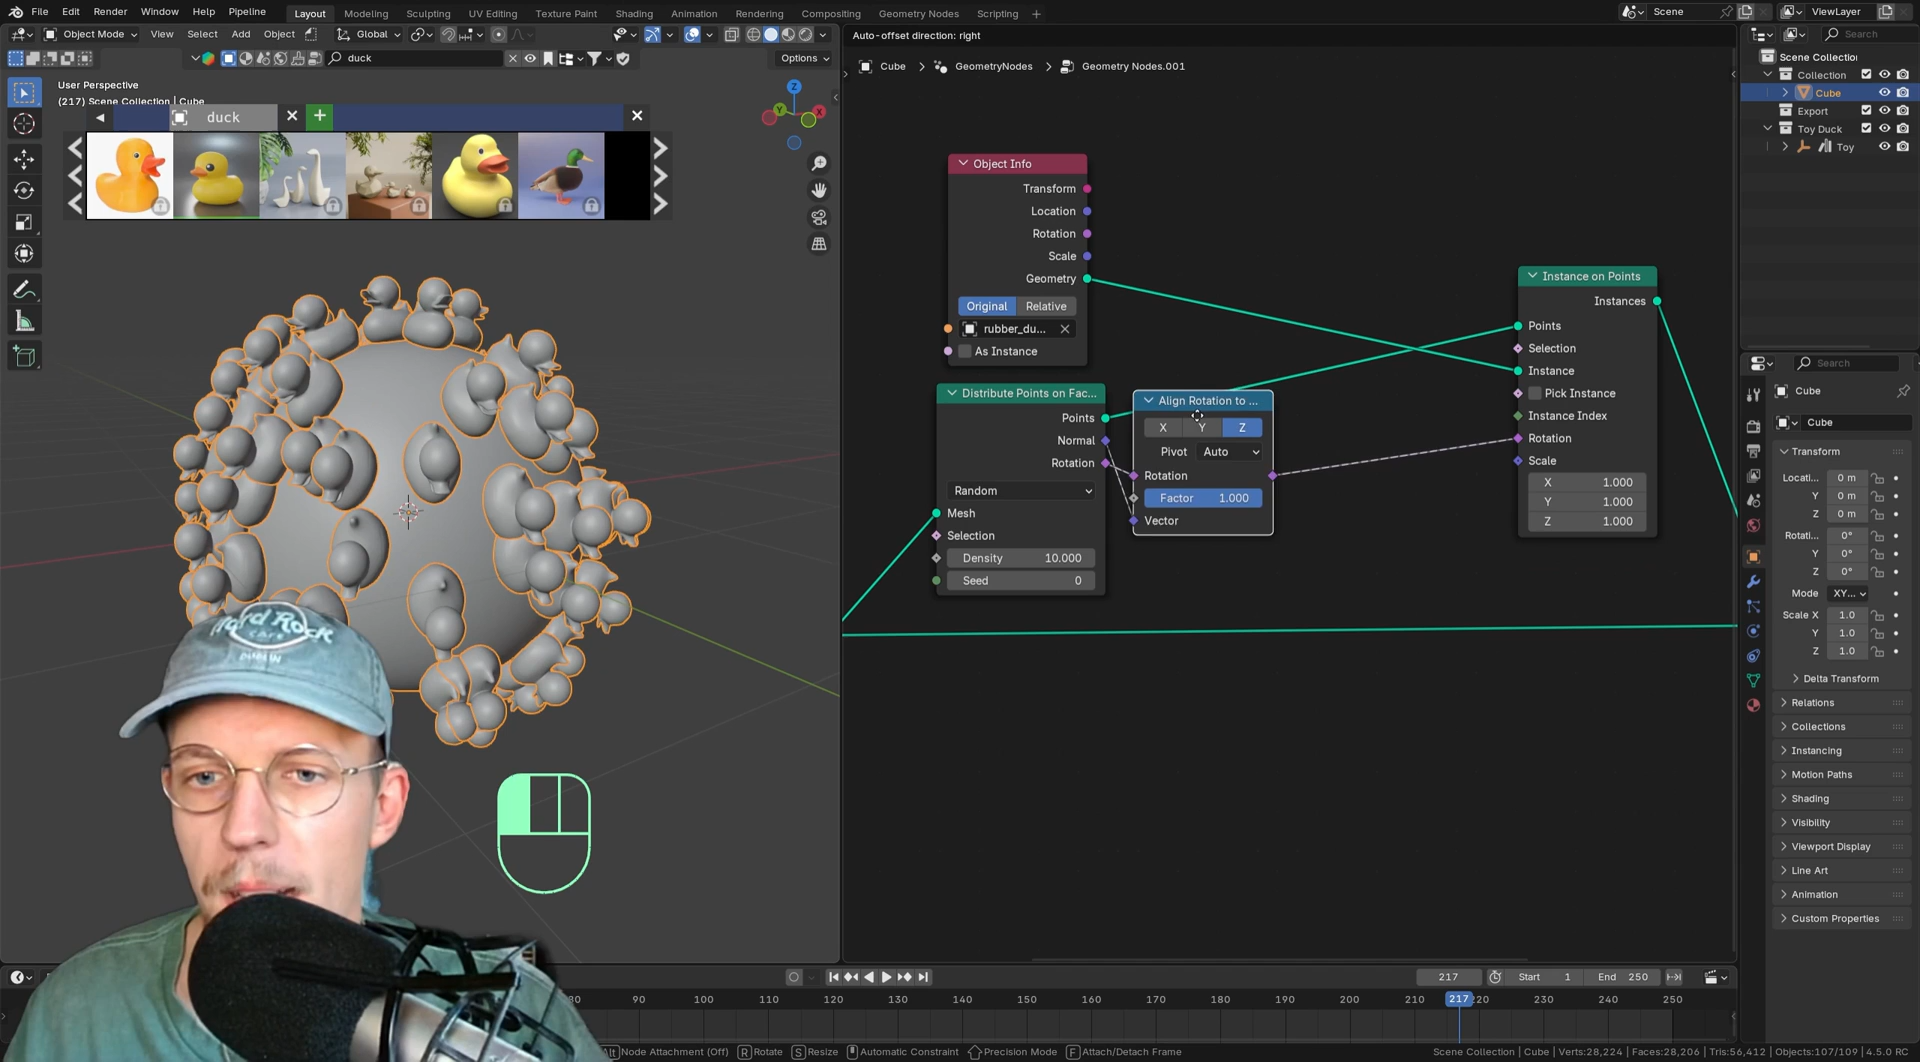 File Edit Render Window Help Pipeline
Layout Modeling Sculpting UV Editing Texture Paint Shading Animation Rendering Compositing Geometry Nodes Scripting +
Scene
ViewLayer
Object Mode View Select Add Object Global
duck
Options
User Perspective
(217) Scene Collection | Cube
duck
Z
Y
X
Auto-offset direction: right
Cube > GeometryNodes > Geometry Nodes.001
Object Info
Transform
Location
Rotation
Scale
Geometry
Original Relative
rubber_du...
As Instance
Distribute Points on Fac...
Points
Normal
Rotation
Random
Mesh
Selection
Density 10.000
Seed 0
Align Rotation to ...
X Y Z
Pivot Auto
Rotation
Factor 1.000
Vector
Instance on Points
Instances
Points
Selection
Instance
Pick Instance
Instance Index
Rotation
Scale
X 1.000
Y 1.000
Z 1.000
Search
Scene Collection
Collection
Cube
Export
Toy Duck
Toy
Search
Cube
Cube
Transform
Locati... 0 m
Y 0 m
Z 0 m
Rotati... 0°
Y 0°
Z 0°
Mode XY...
Scale X 1.0
Y 1.0
Z 1.0
Delta Transform
Relations
Collections
Instancing
Motion Paths
Shading
Visibility
Viewport Display
Line Art
Animation
Custom Properties
Hard Rock
CAFE
DUBLIN
217 Start 1 End 250
80 90 100 110 120 130 140 150 160 170 180 190 200 210 217 220 230 240 250
Alt Node Attachment (Off) R Rotate S Resize Automatic Constraint Precision Mode F Attach/Detach Frame
Scene Collection | Cube | Verts:28,224 | Faces:28,206 | Tris:56,412 | Objects:107/109 | 4.5.0 RC